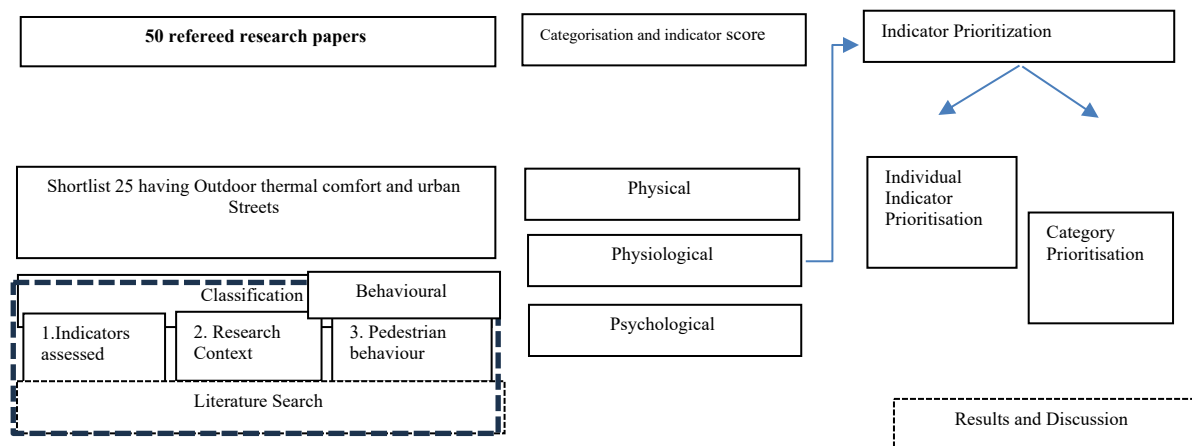 50 refereed research papers
Categorisation and indicator score
Indicator Prioritization
Shortlist 25 having Outdoor thermal comfort and urban
Streets
Physical
Physiological
Psychological
Individual
Indicator
Prioritisation
Category
Prioritisation
Classification
Behavioural
1.Indicators
assessed
2. Research
Context
3. Pedestrian
behaviour
Literature Search
Results and Discussion